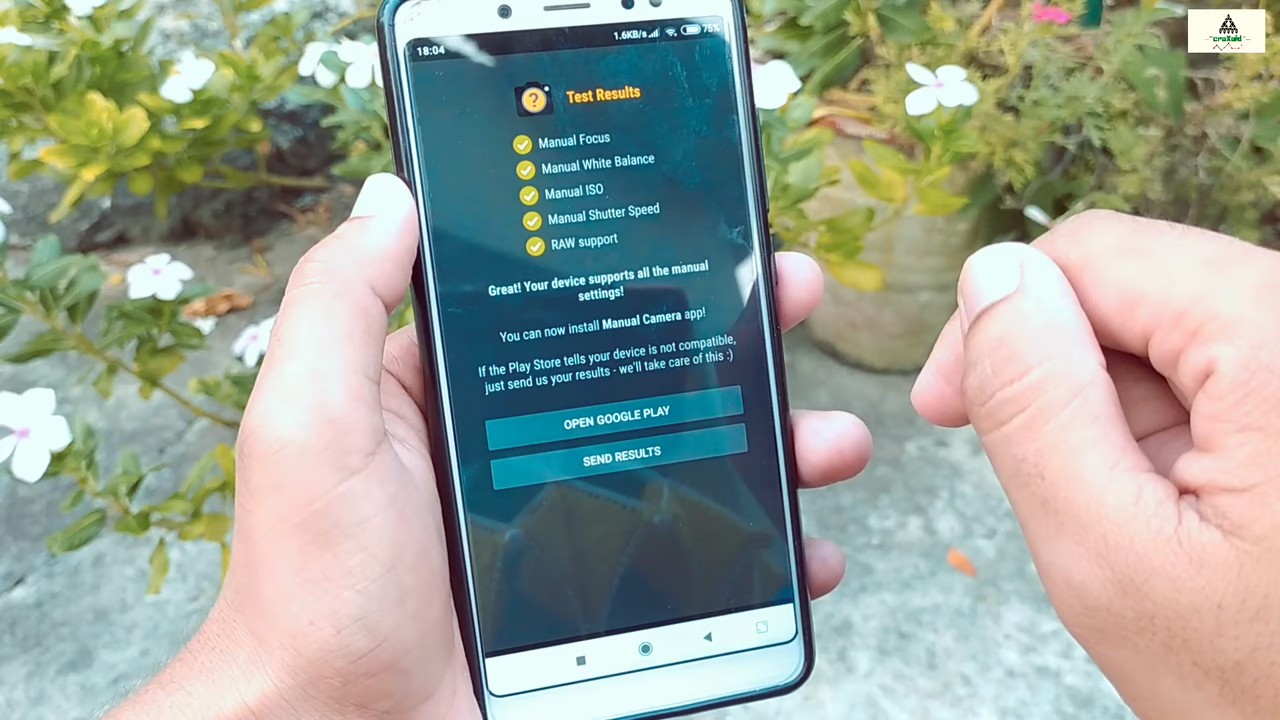 18:04 1.6KB/s 75%
Test Results
Manual Focus
Manual White Balance
Manual ISO
Manual Shutter Speed
RAW support
Great! Your device supports all the manual
settings!
You can now install Manual Camera app!
If the Play Store tells your device is not compatible,
just send us your results - we'll take care of this :)
OPEN GOOGLE PLAY
SEND RESULTS